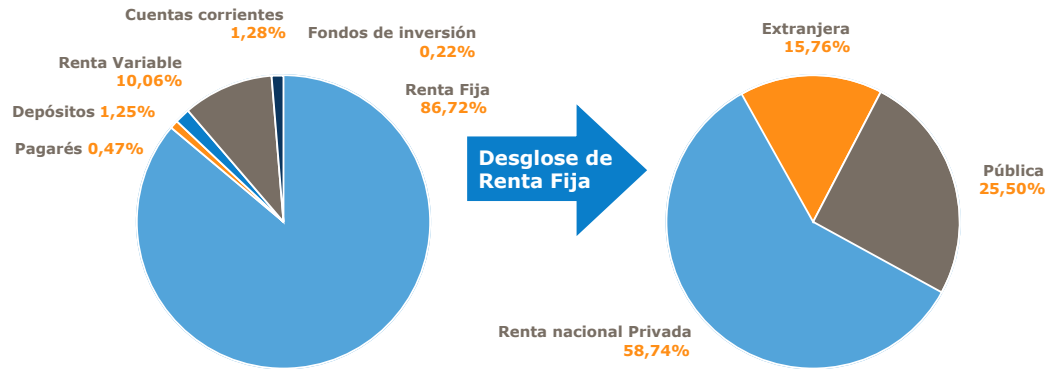 Cuentas corrientes
1,28%
Fondos de inversión
0,22%
Renta Variable
10,06%
Renta Fija
86,72%
Depósitos 1,25%
Pagarés 0,47%
Desglose de
Renta Fija
Extranjera
15,76%
Pública
25,50%
Renta nacional Privada
58,74%